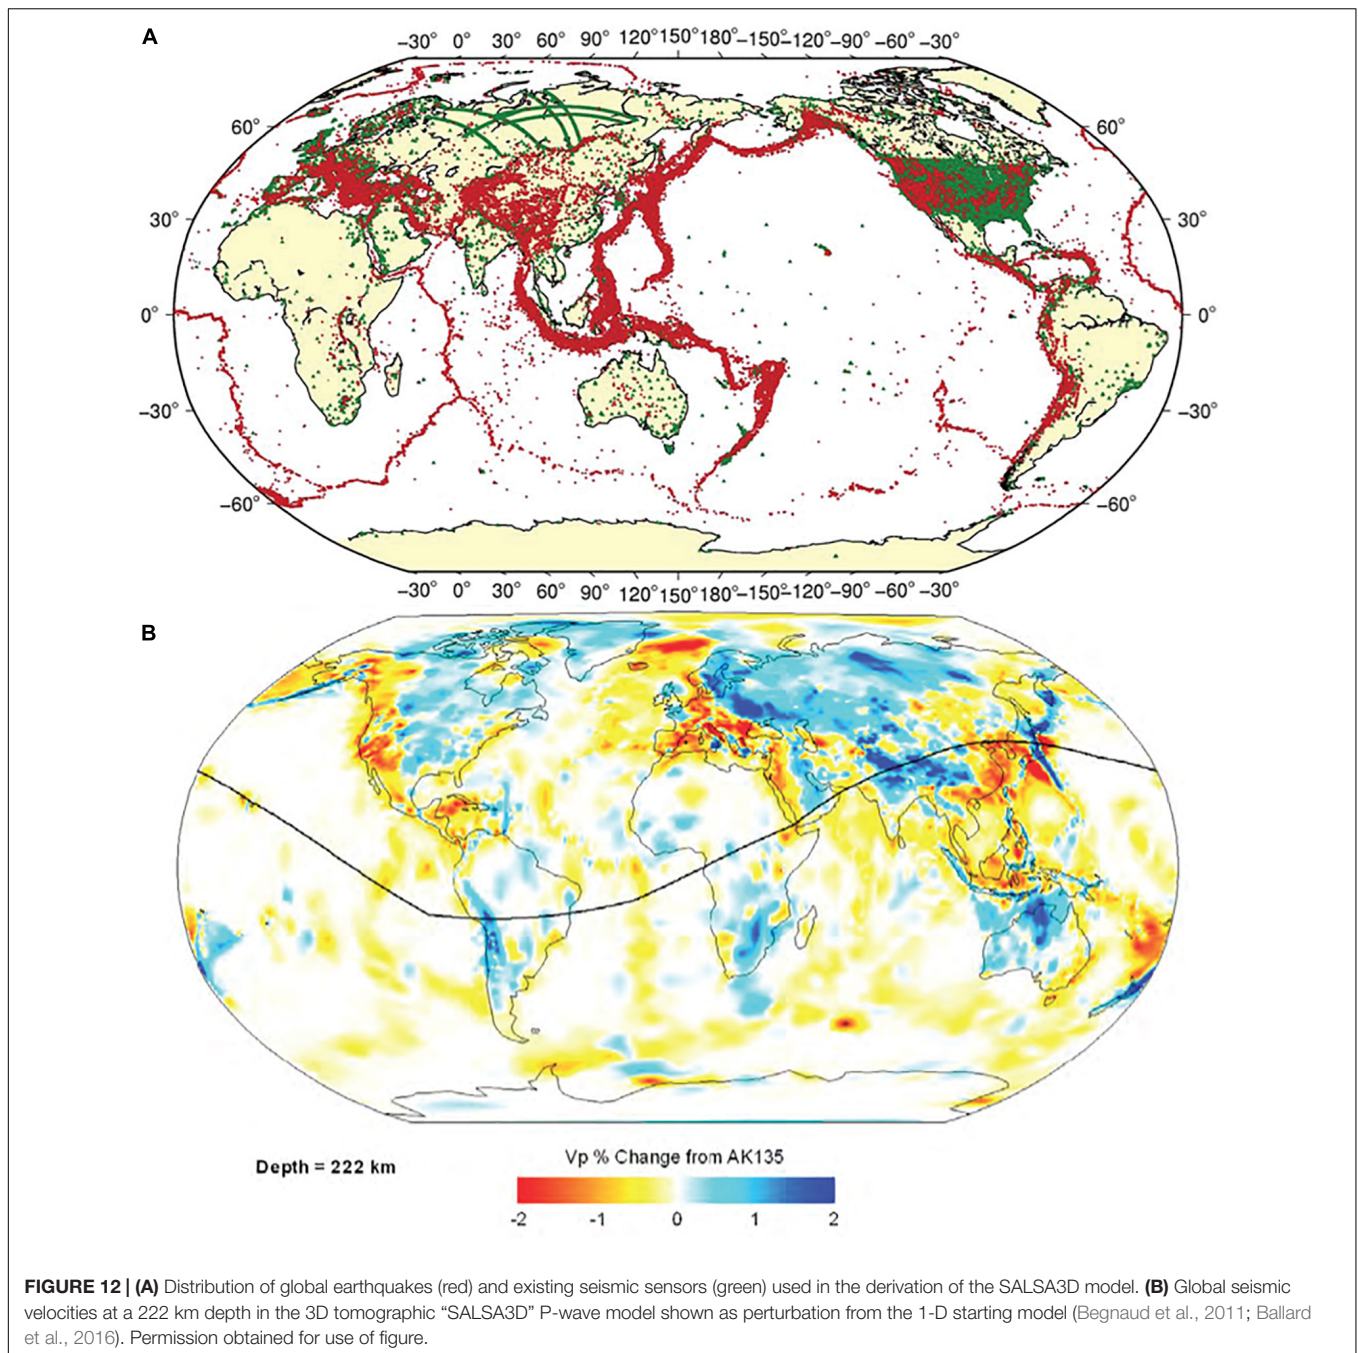 A
−30° 0° 30° 60° 90° 120°150°180°−150°−120°−90° −60° −30°
60° 60°
30° 30°
0° 0°
−30° −30°
−60° −60°
−30° 0° 30° 60° 90° 120°150°180°−150°−120°−90° −60° −30°
B
Vp % Change from AK135
Depth = 222 km
-2 -1 0 1 2
FIGURE 12 | (A) Distribution of global earthquakes (red) and existing seismic sensors (green) used in the derivation of the SALSA3D model. (B) Global seismic
velocities at a 222 km depth in the 3D tomographic “SALSA3D” P-wave model shown as perturbation from the 1-D starting model (Begnaud et al., 2011; Ballard
et al., 2016). Permission obtained for use of figure.